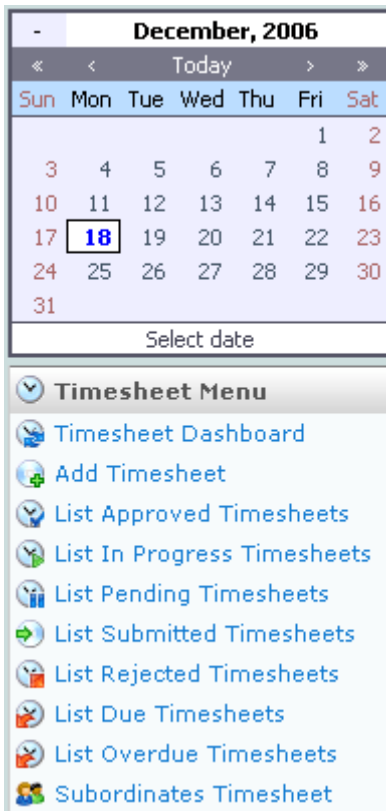 - December, 2006
« ‹ Today › »
Sun Mon Tue Wed Thu Fri Sat
1 2
3 4 5 6 7 8 9
10 11 12 13 14 15 16
17 18 19 20 21 22 23
24 25 26 27 28 29 30
31
Select date
Timesheet Menu
Timesheet Dashboard
Add Timesheet
List Approved Timesheets
List In Progress Timesheets
List Pending Timesheets
List Submitted Timesheets
List Rejected Timesheets
List Due Timesheets
List Overdue Timesheets
Subordinates Timesheet